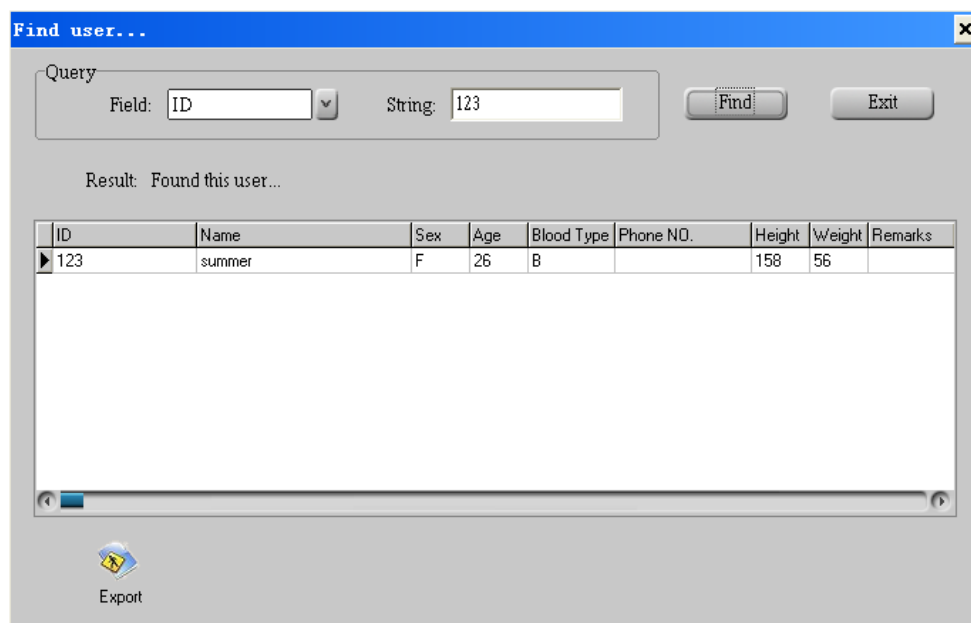 Find user...
Query
Field: ID String: 123 Find Exit
Result: Found this user...
ID Name Sex Age Blood Type Phone NO. Height Weight Remarks
123 summer F 26 B 158 56
Export